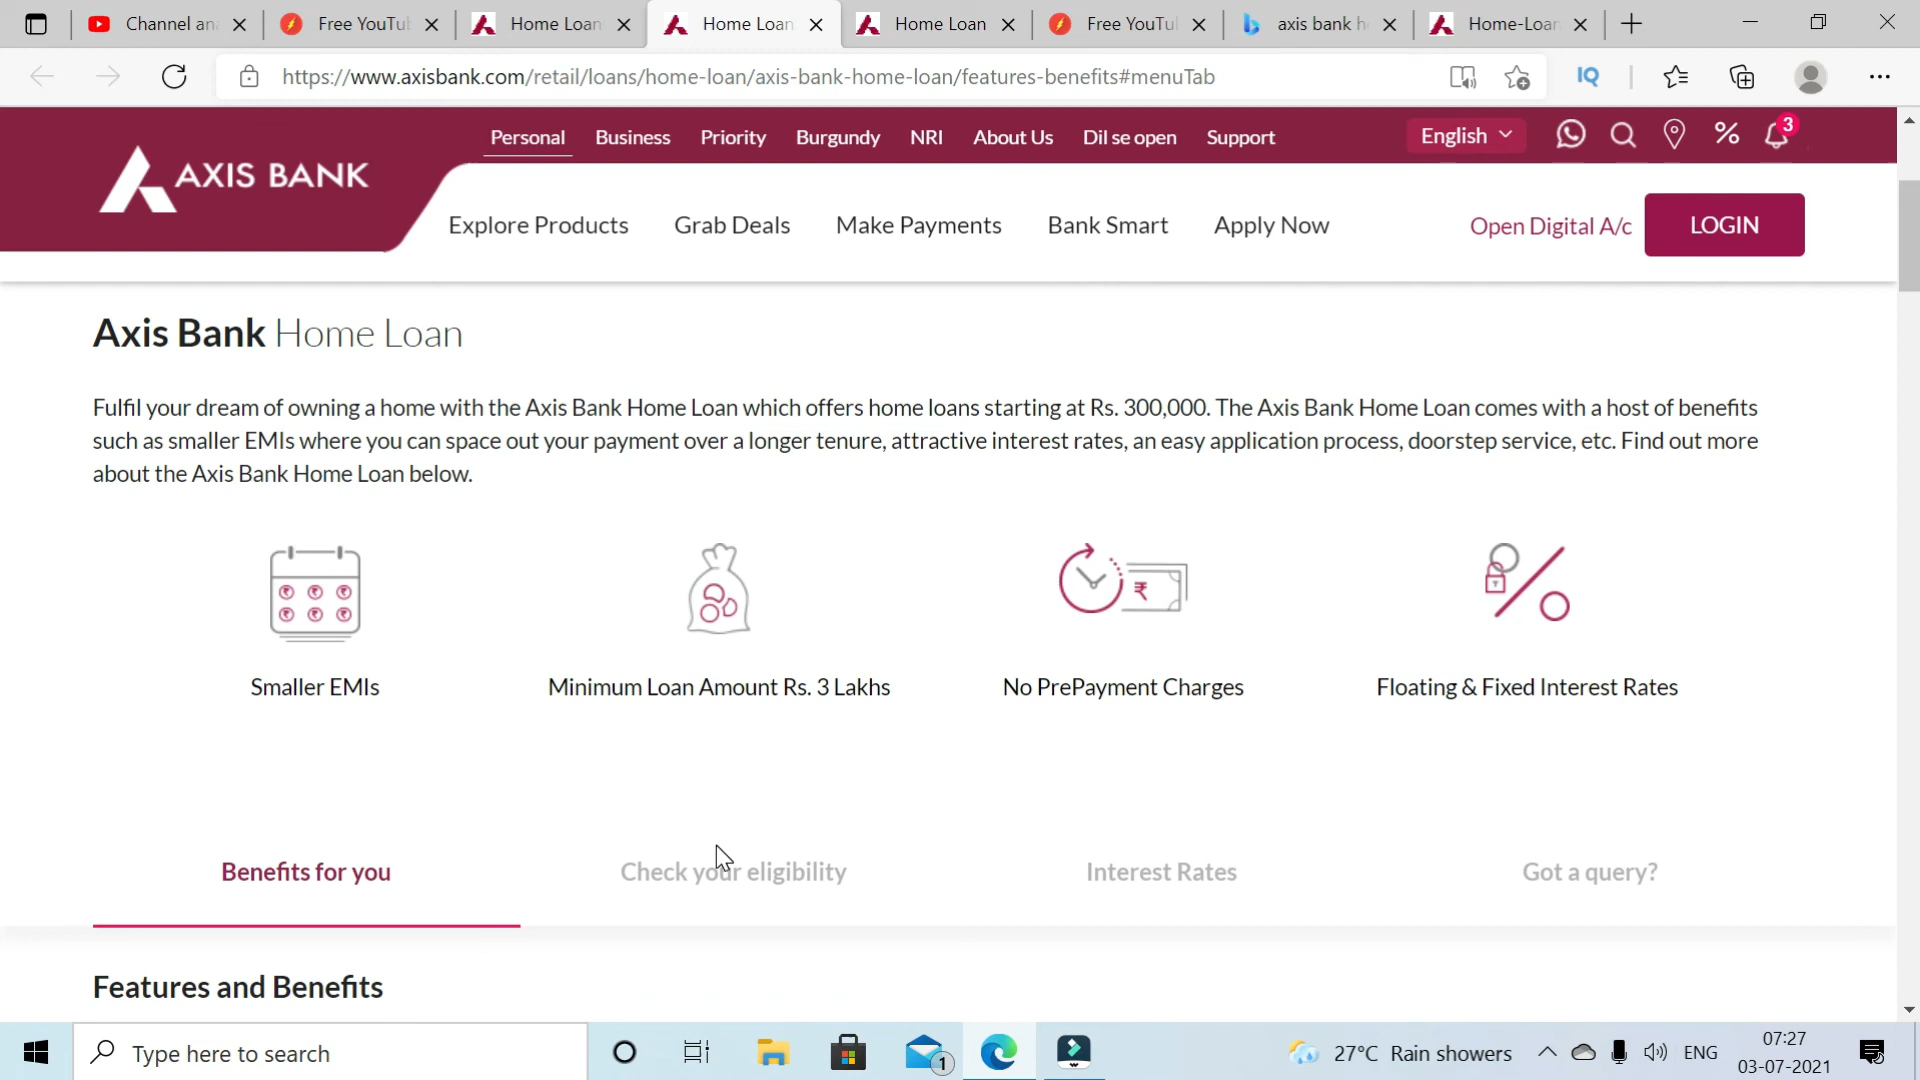 Channel an
Free YouTub
Home Loan
Home Loan
Home Loan
Free YouTul
axis bank h
Home-Loan
https://www.axisbank.com/retail/loans/home-loan/axis-bank-home-loan/features-benefits#menuTab
IQ
Personal Business Priority Burgundy NRI About Us Dil se open Support
English
%
3
AXIS BANK
Explore Products Grab Deals Make Payments Bank Smart Apply Now
Open Digital A/c
LOGIN
Axis Bank Home Loan
Fulfil your dream of owning a home with the Axis Bank Home Loan which offers home loans starting at Rs. 300,000. The Axis Bank Home Loan comes with a host of benefits
such as smaller EMIs where you can space out your payment over a longer tenure, attractive interest rates, an easy application process, doorstep service, etc. Find out more
about the Axis Bank Home Loan below.
Smaller EMIs
Minimum Loan Amount Rs. 3 Lakhs
No PrePayment Charges
Floating & Fixed Interest Rates
Benefits for you
Check your eligibility
Interest Rates
Got a query?
Features and Benefits
Type here to search
1
27°C Rain showers
ENG
07:27
03-07-2021